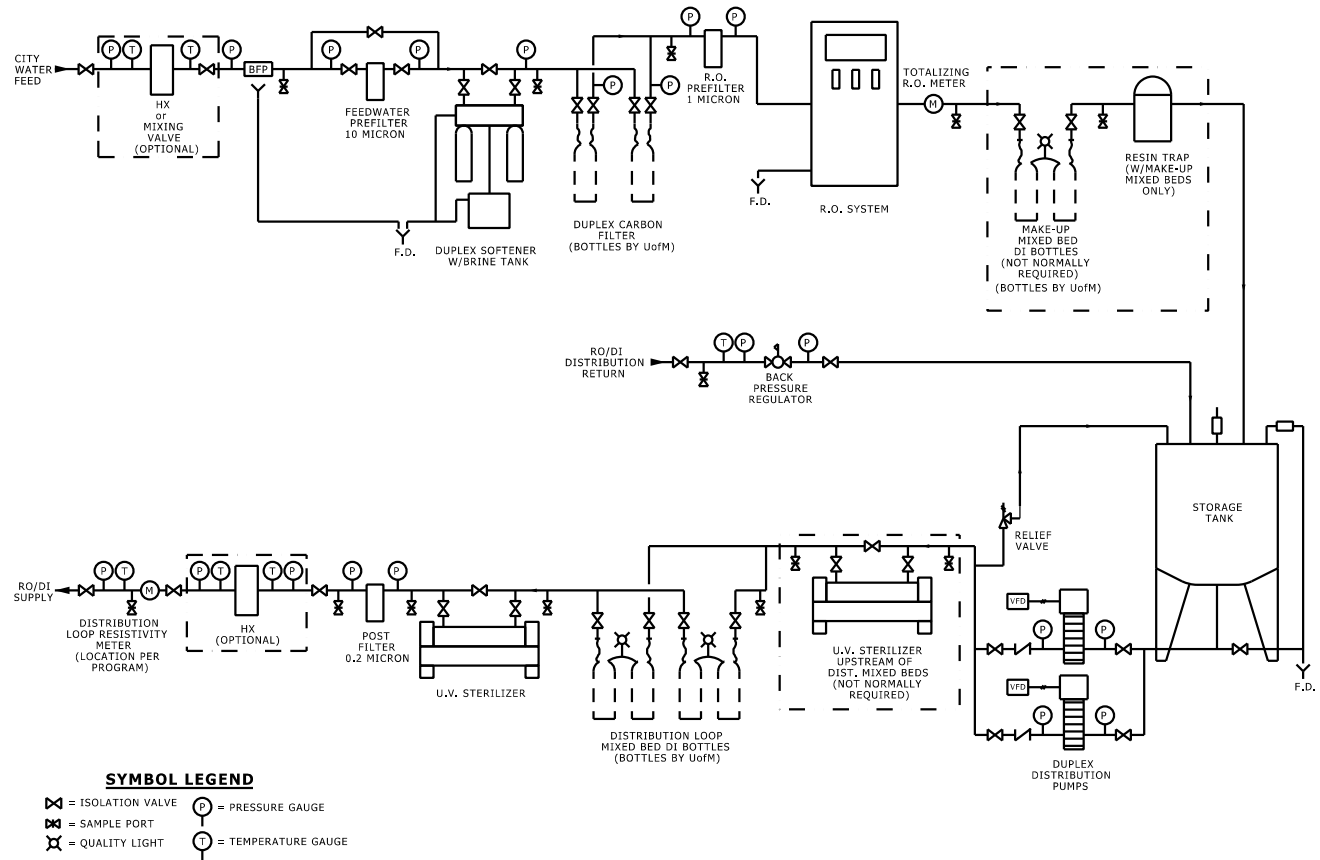 CITY
WATER
FEED
P
T
T
P
HX
or
MIXING
VALVE
(OPTIONAL)
BFP
P
P
FEEDWATER
PREFILTER
10 MICRON
F.D.
P
DUPLEX SOFTENER
W/BRINE TANK
P
P
DUPLEX CARBON
FILTER
(BOTTLES BY UofM)
P
P
R.O.
PREFILTER
1 MICRON
F.D.
R.O. SYSTEM
TOTALIZING
R.O. METER
M
MAKE-UP
MIXED BED
DI BOTTLES
(NOT NORMALLY
REQUIRED)
(BOTTLES BY UofM)
RESIN TRAP
(W/MAKE-UP
MIXED BEDS
ONLY)
RO/DI
DISTRIBUTION
RETURN
T
P
P
BACK
PRESSURE
REGULATOR
STORAGE
TANK
RELIEF
VALVE
F.D.
VFD
P
P
VFD
P
P
DUPLEX
DISTRIBUTION
PUMPS
U.V. STERILIZER
UPSTREAM OF
DIST. MIXED BEDS
(NOT NORMALLY
REQUIRED)
DISTRIBUTION LOOP
MIXED BED DI BOTTLES
(BOTTLES BY UofM)
U.V. STERILIZER
P
P
POST
FILTER
0.2 MICRON
P
T
T
P
HX
(OPTIONAL)
RO/DI
SUPPLY
P
T
M
DISTRIBUTION
LOOP RESISTIVITY
METER
(LOCATION PER
PROGRAM)
SYMBOL LEGEND
= ISOLATION VALVE
= SAMPLE PORT
= QUALITY LIGHT
P = PRESSURE GAUGE
T = TEMPERATURE GAUGE